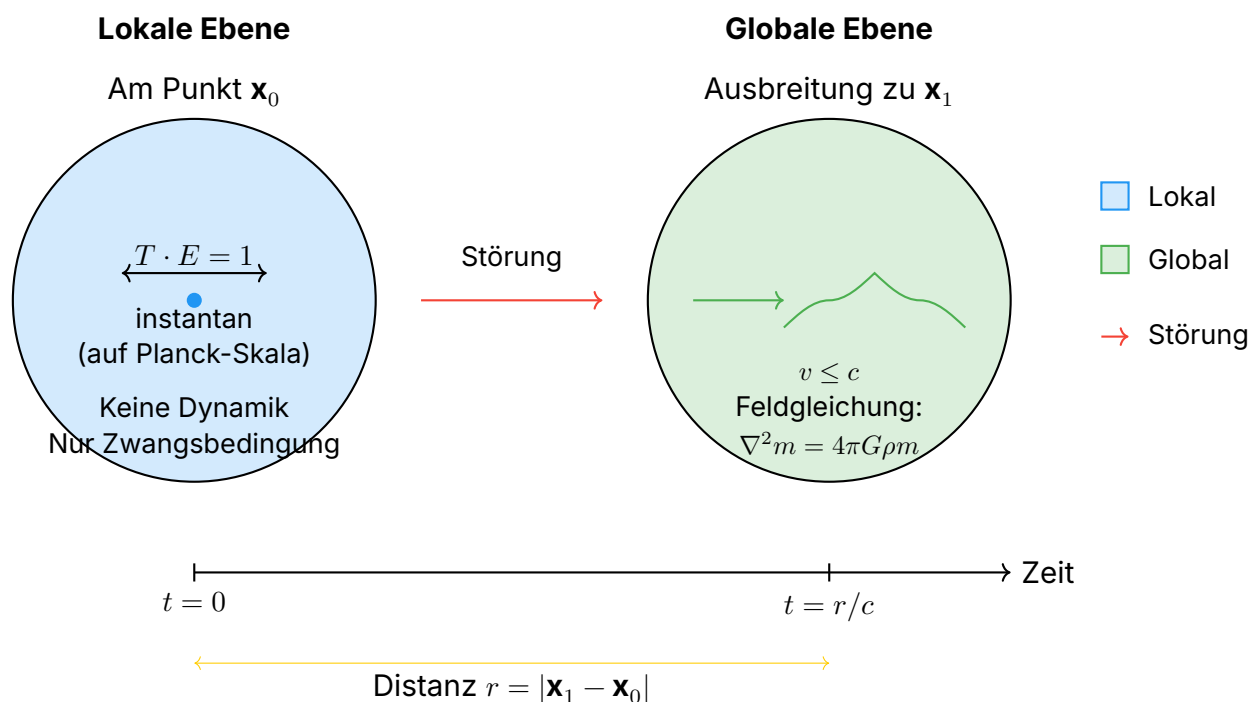 Lokale Ebene
Globale Ebene
Am Punkt x₀
Ausbreitung zu x₁
T · E = 1
instantan
(auf Planck-Skala)
Keine Dynamik
Nur Zwangsbedingung
Störung
v ≤ c
Feldgleichung:
∇²m = 4πGρm
Lokal
Global
Störung
Zeit
t = 0
t = r/c
Distanz r = |x₁ − x₀|